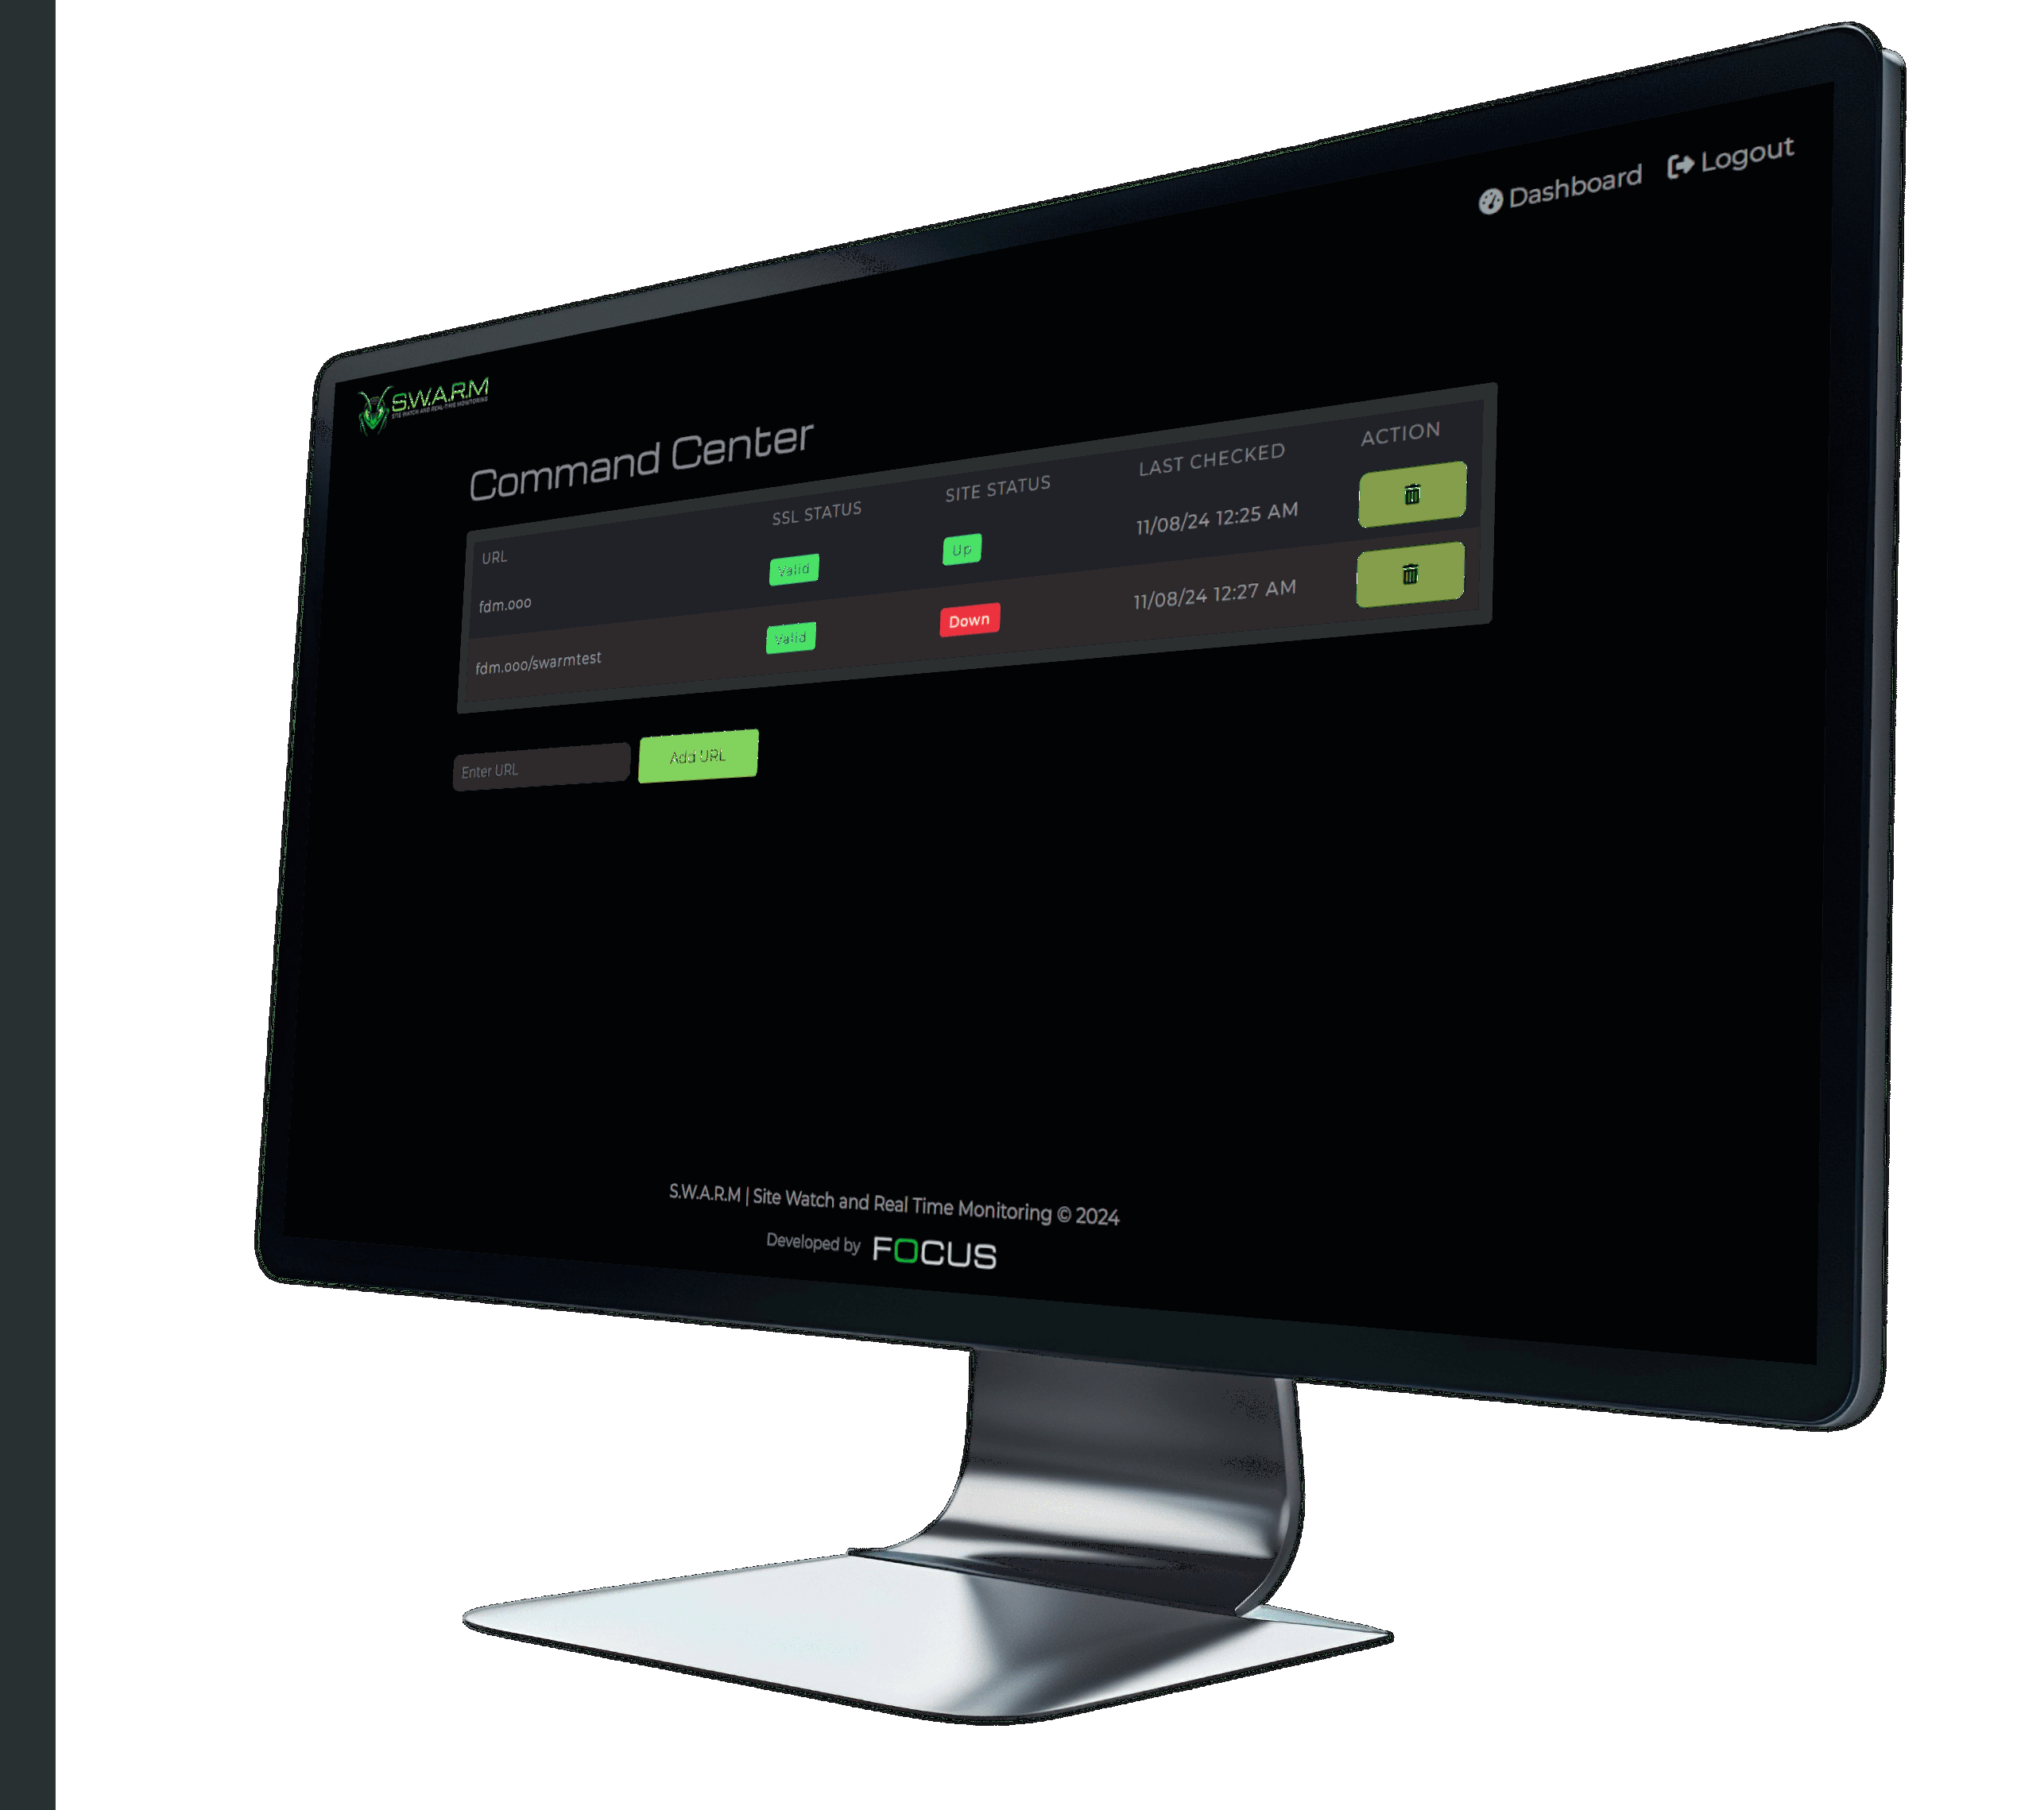 Dashboard Logout
S.W.A.R.M
SITE WATCH AND REAL-TIME MONITORING
Command Center
URL SSL STATUS SITE STATUS LAST CHECKED ACTION
fdm.ooo Valid Up 11/08/24 12:25 AM
fdm.ooo/swarmtest Valid Down 11/08/24 12:27 AM
Enter URL Add URL
S.W.A.R.M | Site Watch and Real Time Monitoring © 2024
Developed by FOCUS